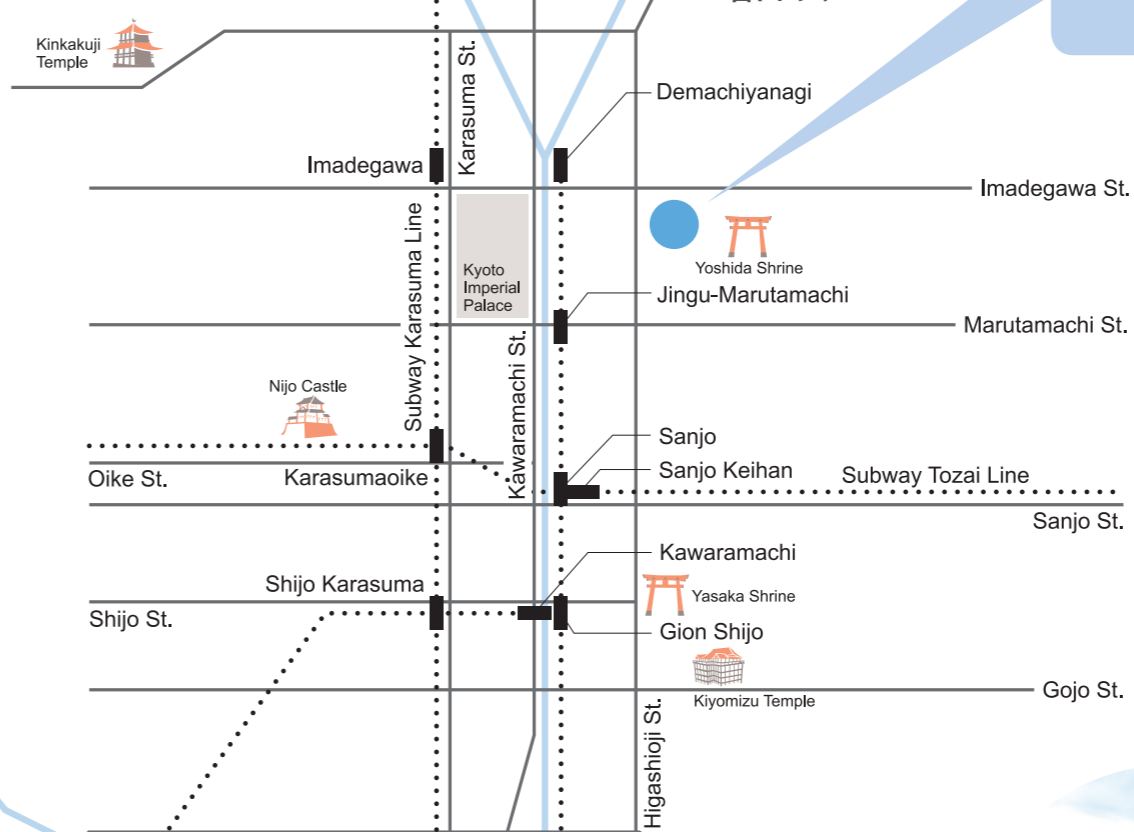 Kinkakuji
Temple
Karasuma St.
Demachiyanagi
Imadegawa
Imadegawa St.
Subway Karasuma Line
Kyoto
Imperial
Palace
Yoshida Shrine
Jingu-Marutamachi
Marutamachi St.
Kawaramachi St.
Nijo Castle
Sanjo
Sanjo Keihan
Subway Tozai Line
Oike St.
Karasumaoike
Sanjo St.
Kawaramachi
Shijo Karasuma
Yasaka Shrine
Shijo St.
Gion Shijo
Gojo St.
Kiyomizu Temple
Higashioji St.